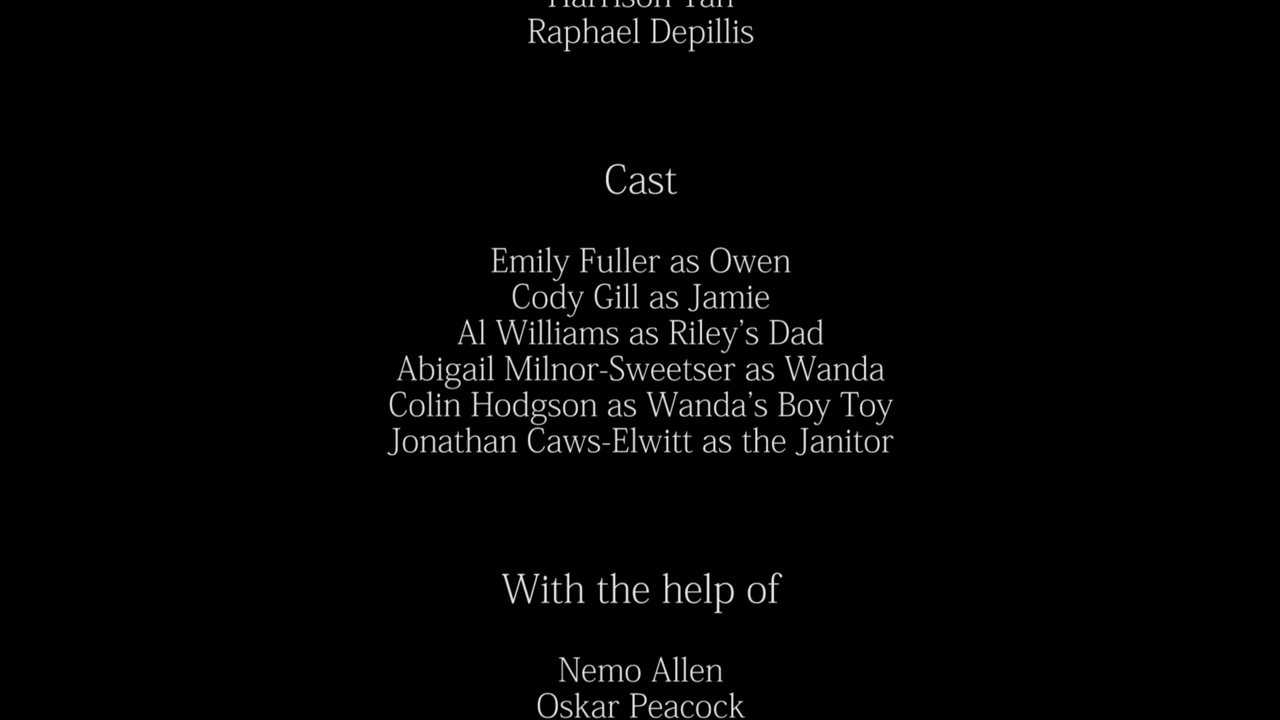 Harrison Tan
Raphael Depillis
Cast
Emily Fuller as Owen
Cody Gill as Jamie
Al Williams as Riley’s Dad
Abigail Milnor-Sweetser as Wanda
Colin Hodgson as Wanda’s Boy Toy
Jonathan Caws-Elwitt as the Janitor
With the help of
Nemo Allen
Oskar Peacock